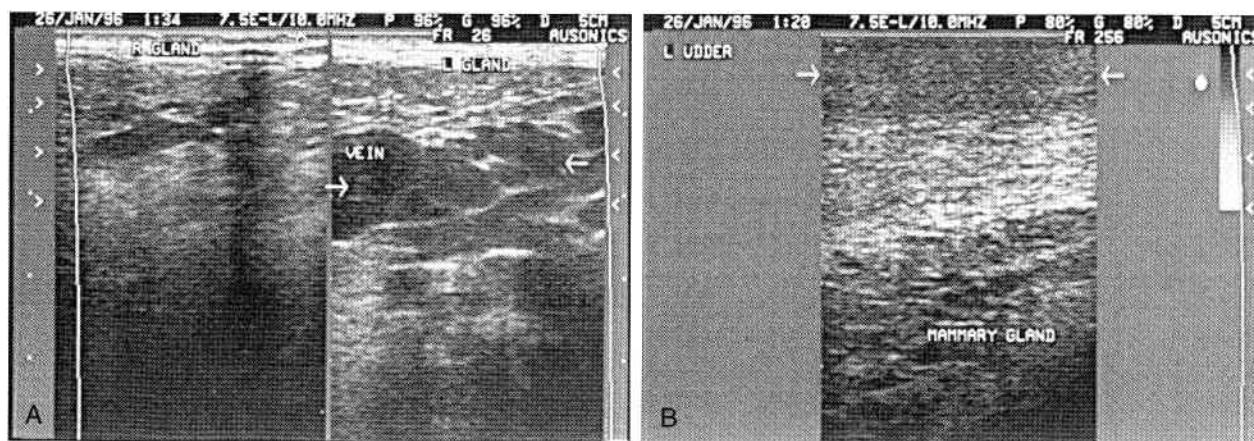 26/JAN/96 1:34 7.5E-L/10.0MHZ P 96% G 96% D 5CM
FR 26 AUSONICS
R GLAND
L GLAND
VEIN
A
26/JAN/96 1:20 7.5E-L/10.0MHZ P 80% G 80% D 5CM
FR 256 AUSONICS
L UDDER
MAMMARY GLAND
B